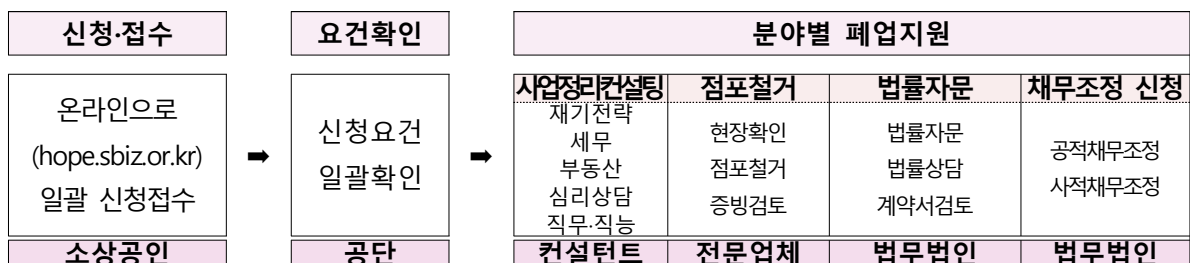 신청·접수
요건확인
분야별 폐업지원
온라인으로
(hope.sbiz.or.kr)
일괄 신청접수
➡
신청요건
일괄확인
➡
사업정리컨설팅
재기전략
세무
부동산
심리상담
직무·직능
점포철거
현장확인
점포철거
증빙검토
법률자문
법률자문
법률상담
계약서검토
채무조정 신청
공적채무조정
사적채무조정
소상공인
공단
컨설턴트
전문업체
법무법인
법무법인